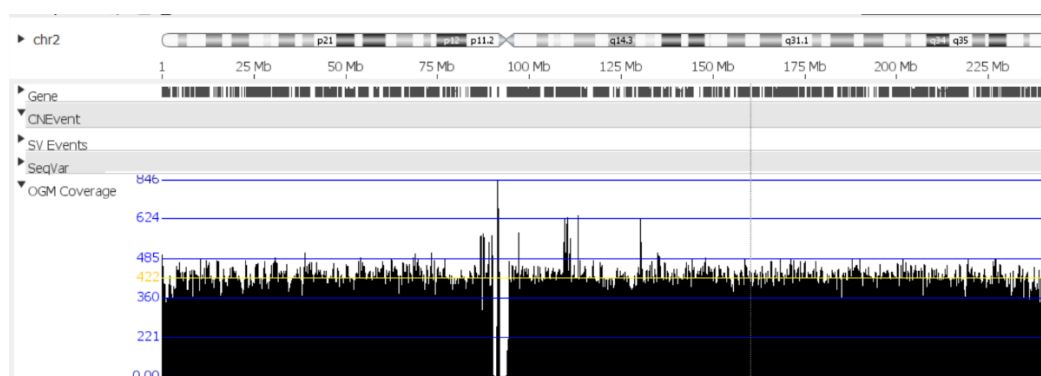 chr2
p21 p12 p11.2 q14.3 q31.1 q34 q35
1 25 Mb 50 Mb 75 Mb 100 Mb 125 Mb 150 Mb 175 Mb 200 Mb 225 Mb
Gene
CNEvent
SV Events
SeqVar
OGM Coverage
846
624
485
422
360
221
0.00